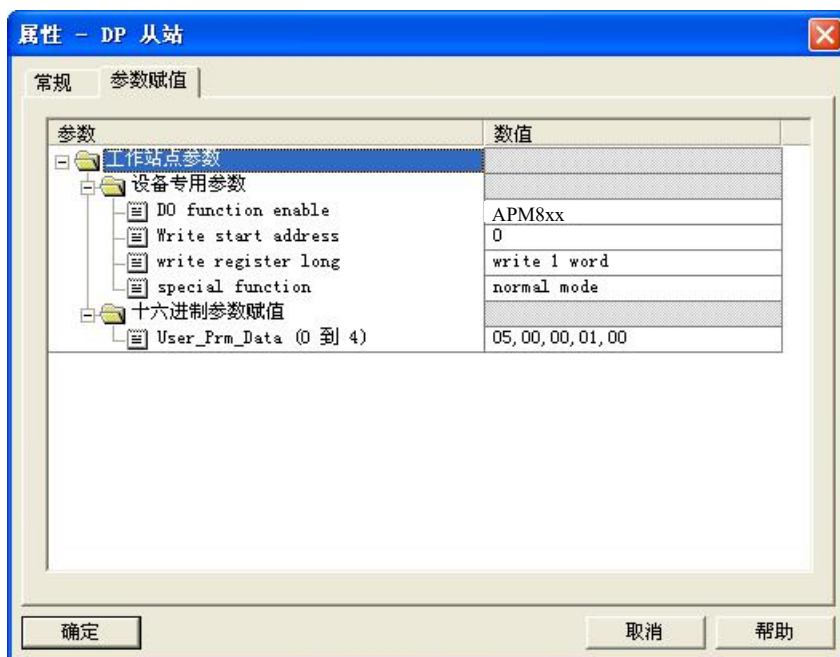 属性 - DP 从站
常规 参数赋值
参数 数值
工作站点参数
设备专用参数
DO function enable APM8xx
Write start address 0
write register long write 1 word
special function normal mode
十六进制参数赋值
User_Prm_Data (0 到 4) 05,00,00,01,00
确定 取消 帮助